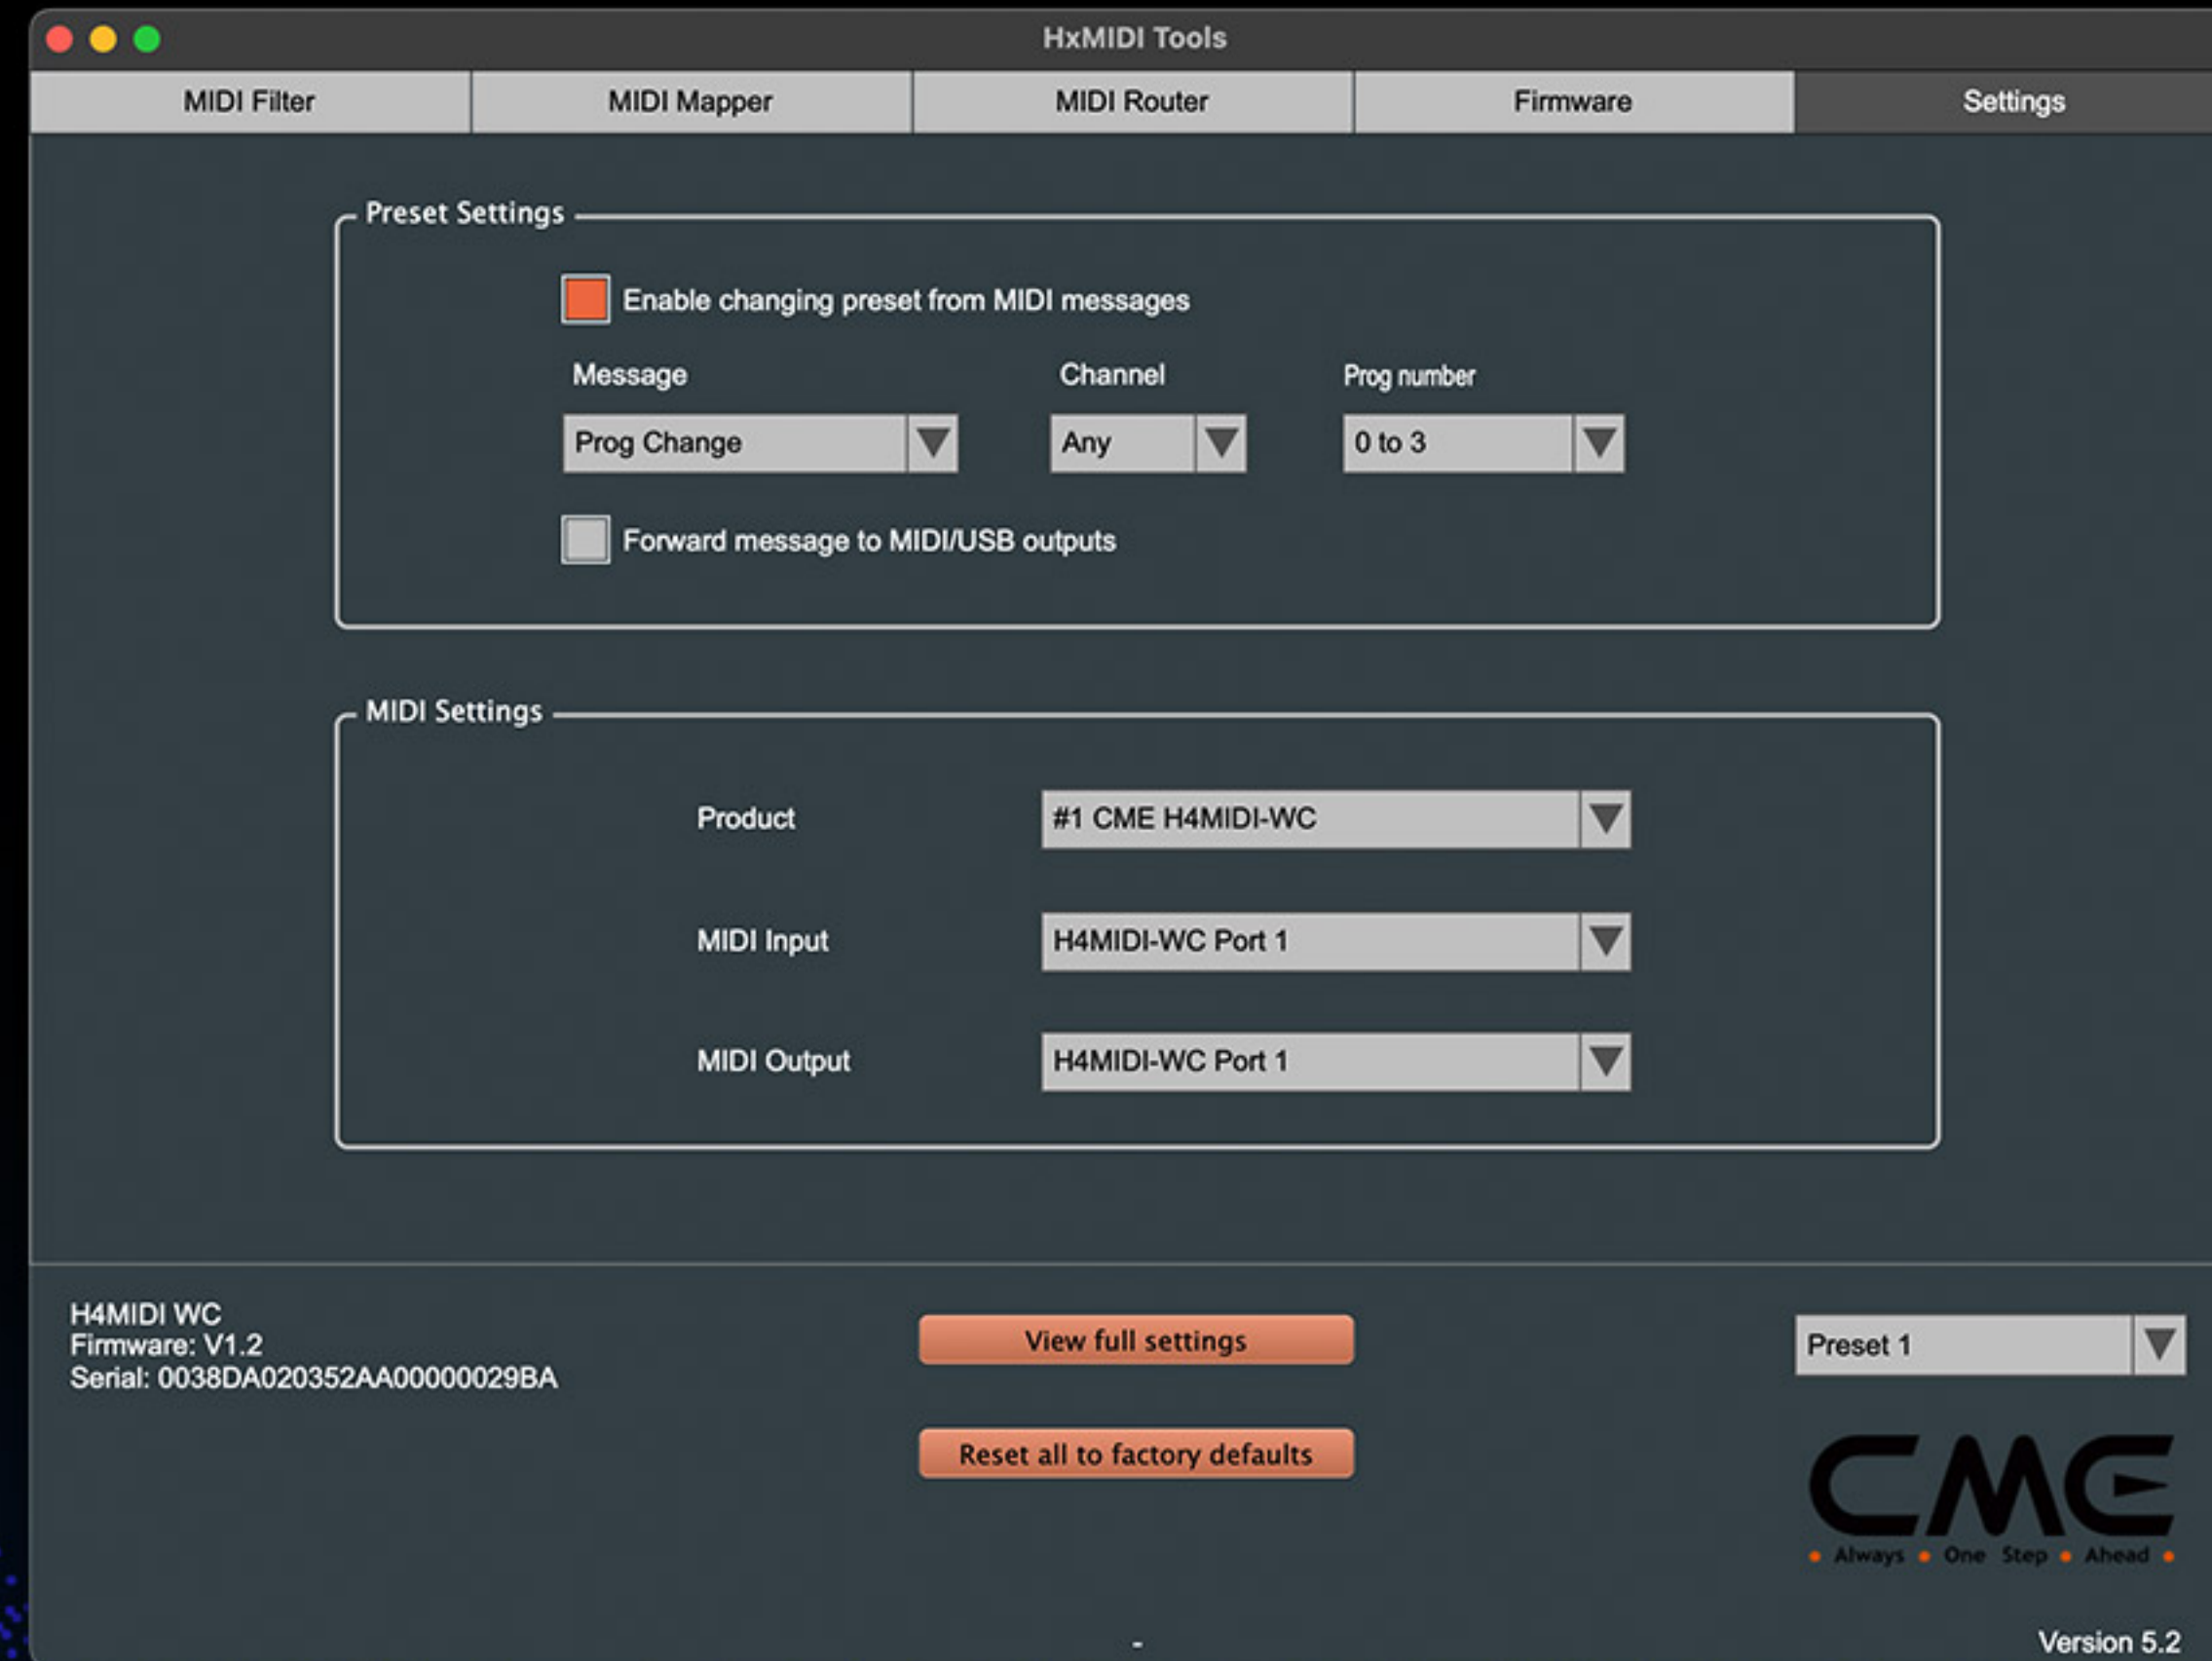 HxMIDI Tools
MIDI Filter
MIDI Mapper
MIDI Router
Firmware
Settings
Preset Settings
Enable changing preset from MIDI messages
Message
Channel
Prog number
Prog Change
Any
0 to 3
Forward message to MIDI/USB outputs
MIDI Settings
Product
#1 CME H4MIDI-WC
MIDI Input
H4MIDI-WC Port 1
MIDI Output
H4MIDI-WC Port 1
H4MIDI WC
Firmware: V1.2
Serial: 0038DA020352AA00000029BA
View full settings
Reset all to factory defaults
Preset 1
CME
• Always • One Step • Ahead •
-
Version 5.2